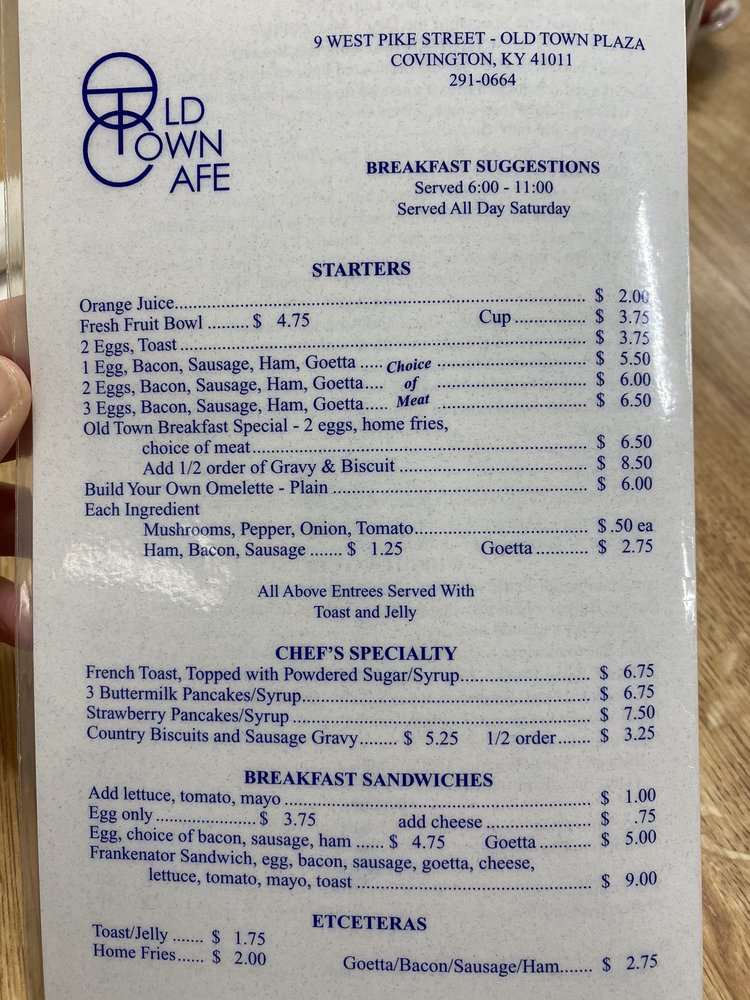 OLD
TOWN
CAFE
9 WEST PIKE STREET - OLD TOWN PLAZA
COVINGTON, KY 41011
291-0664
BREAKFAST SUGGESTIONS
Served 6:00 - 11:00
Served All Day Saturday
STARTERS
Orange Juice.......... $ 2.00
Fresh Fruit Bowl ......... $ 4.75 Cup .......... $ 3.75
2 Eggs, Toast .......... $ 3.75
1 Egg, Bacon, Sausage, Ham, Goetta ..... Choice .......... $ 5.50
2 Eggs, Bacon, Sausage, Ham, Goetta.... of .......... $ 6.00
3 Eggs, Bacon, Sausage, Ham, Goetta..... Meat .......... $ 6.50
Old Town Breakfast Special - 2 eggs, home fries,
choice of meat.......... $ 6.50
Add 1/2 order of Gravy & Biscuit .......... $ 8.50
Build Your Own Omelette - Plain .......... $ 6.00
Each Ingredient
Mushrooms, Pepper, Onion, Tomato.......... $ .50 ea
Ham, Bacon, Sausage ....... $ 1.25 Goetta ........... $ 2.75
All Above Entrees Served With
Toast and Jelly
CHEF'S SPECIALTY
French Toast, Topped with Powdered Sugar/Syrup.......... $ 6.75
3 Buttermilk Pancakes/Syrup.......... $ 6.75
Strawberry Pancakes/Syrup .......... $ 7.50
Country Biscuits and Sausage Gravy........ $ 5.25 1/2 order....... $ 3.25
BREAKFAST SANDWICHES
Add lettuce, tomato, mayo .......... $ 1.00
Egg only .......... $ 3.75 add cheese .......... $ .75
Egg, choice of bacon, sausage, ham ...... $ 4.75 Goetta .......... $ 5.00
Frankenator Sandwich, egg, bacon, sausage, goetta, cheese,
lettuce, tomato, mayo, toast .......... $ 9.00
ETCETERAS
Toast/Jelly ....... $ 1.75
Home Fries...... $ 2.00
Goetta/Bacon/Sausage/Ham....... $ 2.75